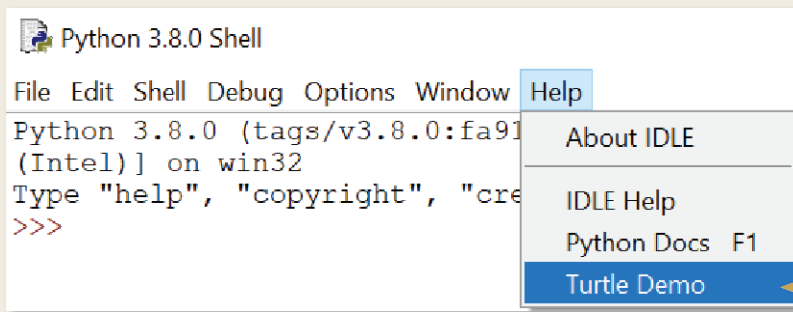 Python 3.8.0 Shell
File Edit Shell Debug Options Window Help
Python 3.8.0 (tags/v3.8.0:fa91
(Intel)] on win32
Type "help", "copyright", "cre
>>>
About IDLE
IDLE Help
Python Docs F1
Turtle Demo